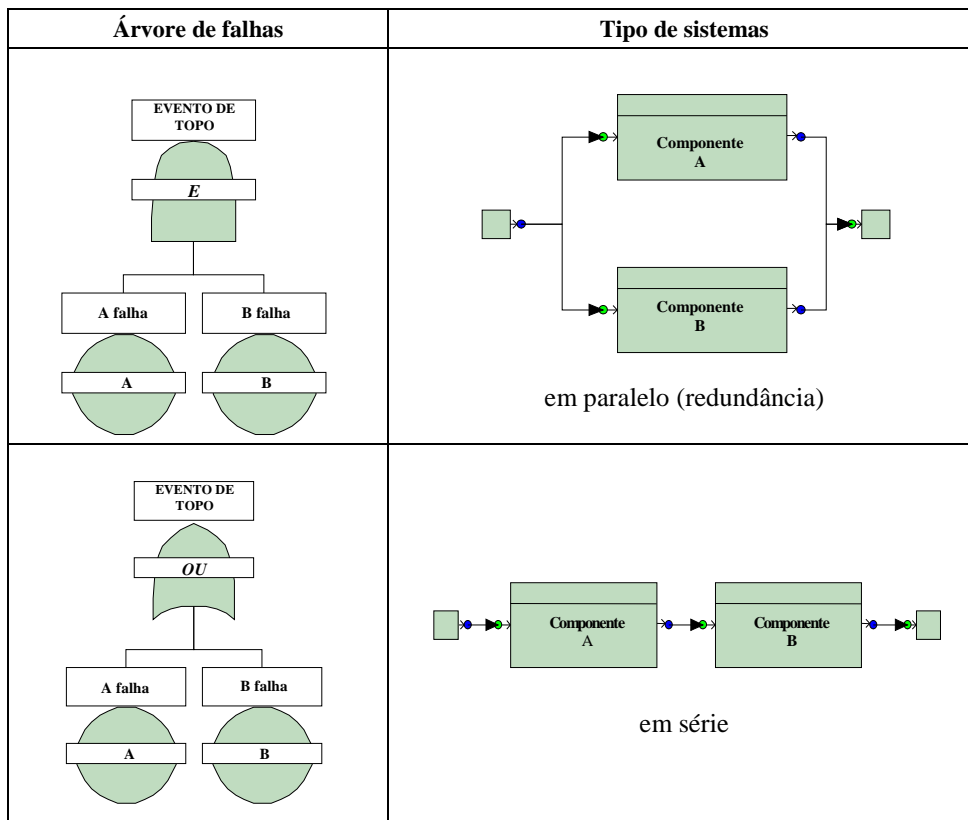 Árvore de falhas
Tipo de sistemas
EVENTO DE
TOPO
E
A falha
B falha
A
B
Componente
A
Componente
B
em paralelo (redundância)
EVENTO DE
TOPO
OU
A falha
B falha
A
B
Componente
A
Componente
B
em série